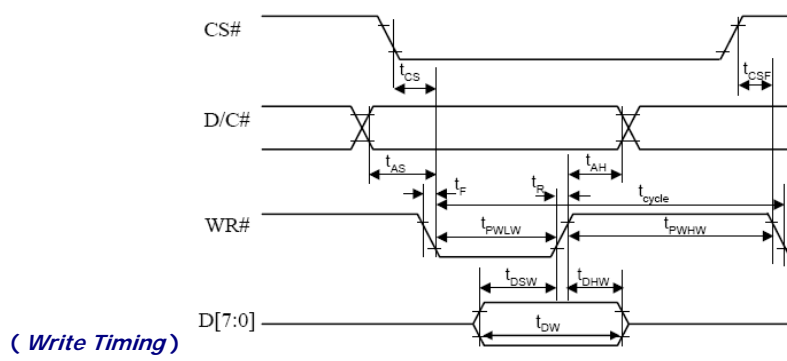 CS#
tCS
tCSF
D/C#
tAS
tAH
tF
tR
tcycle
WR#
tPWLW
tPWHW
tDSW
tDHW
D[7:0]
tDW
( Write Timing )